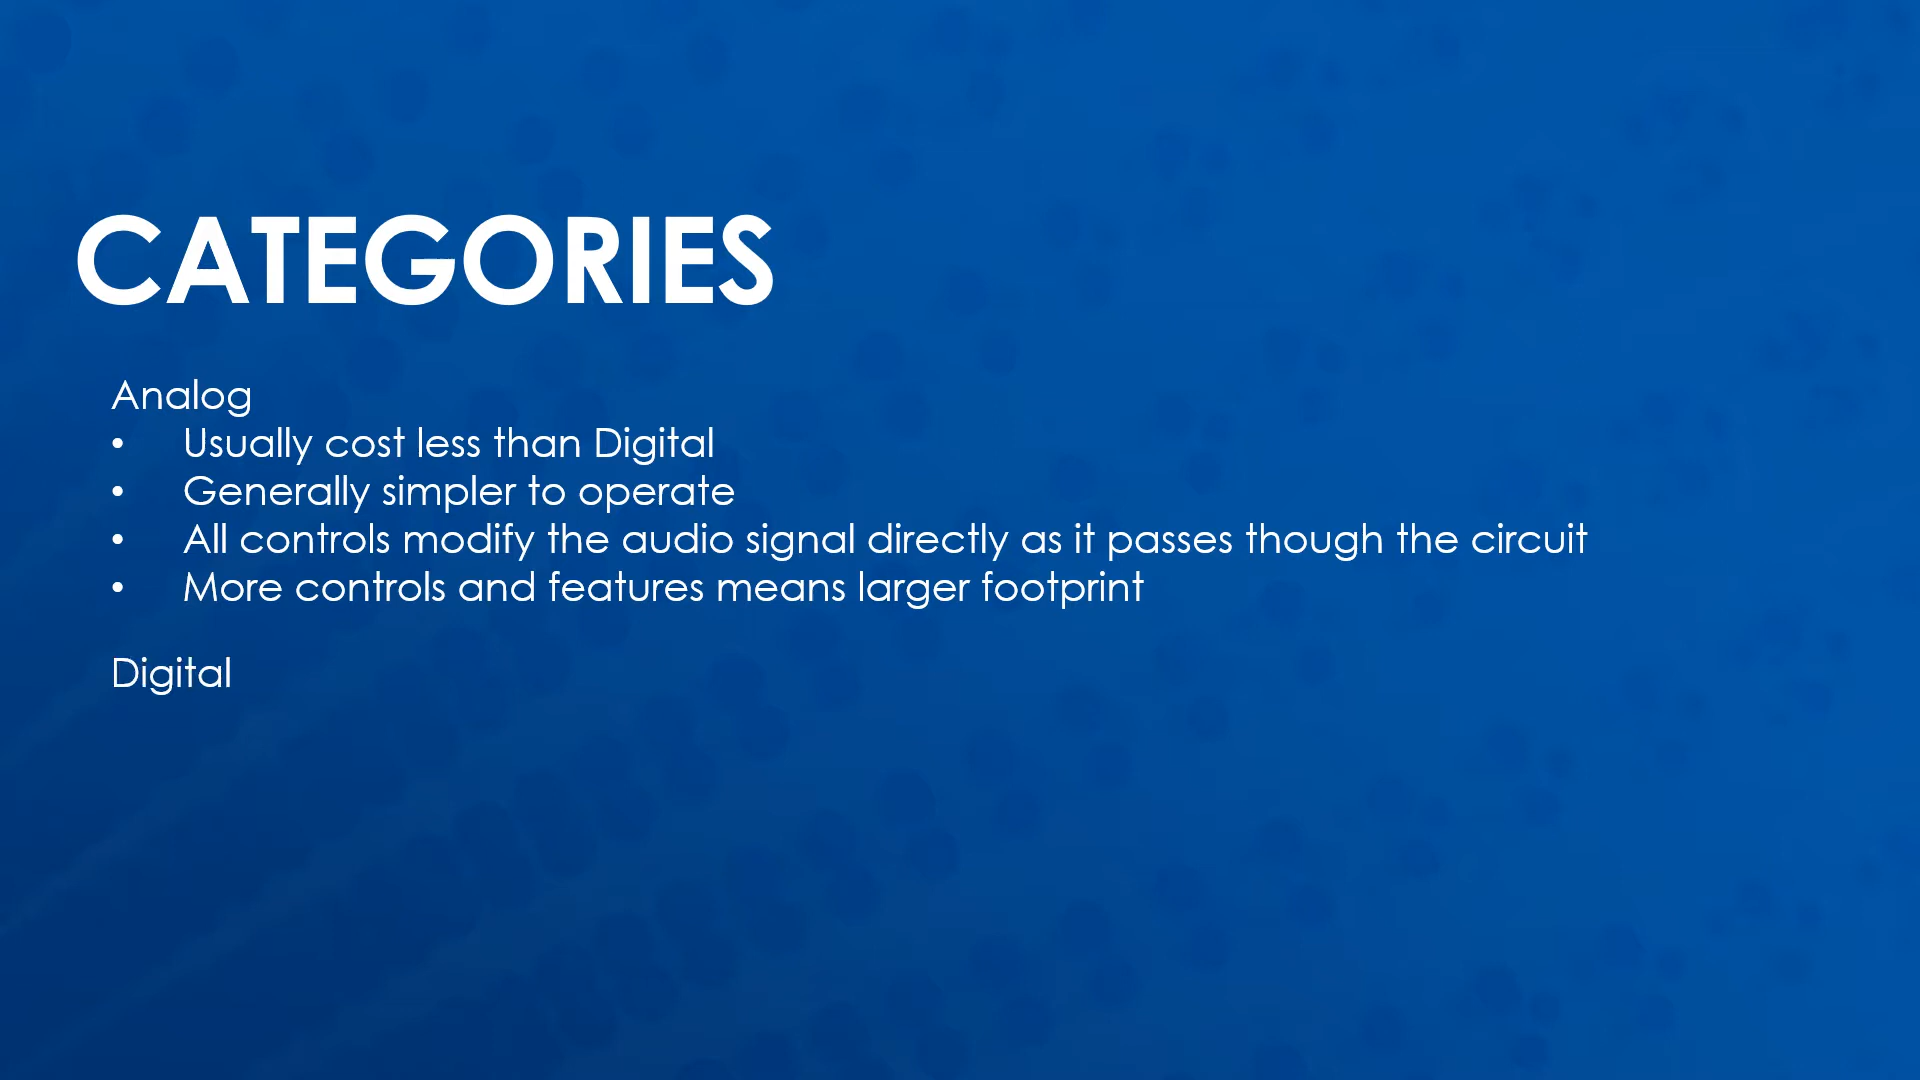 CATEGORIES
Analog
• Usually cost less than Digital
• Generally simpler to operate
• All controls modify the audio signal directly as it passes though the circuit
• More controls and features means larger footprint
Digital